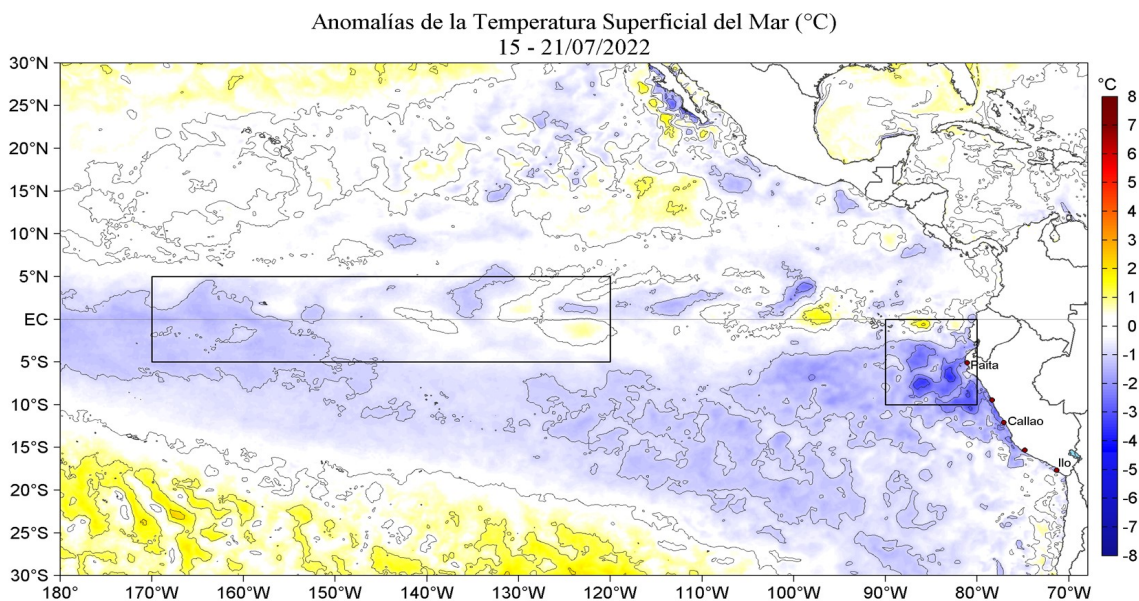 Anomalías de la Temperatura Superficial del Mar (°C)
15 - 21/07/2022
30°N
25°N
20°N
15°N
10°N
5°N
EC
5°S
10°S
15°S
20°S
25°S
30°S
180°W
170°W
160°W
150°W
140°W
130°W
120°W
110°W
100°W
90°W
80°W
70°W
Paita
Callao
Ilo
°C
8
7
6
5
4
3
2
1
0
-1
-2
-3
-4
-5
-6
-7
-8